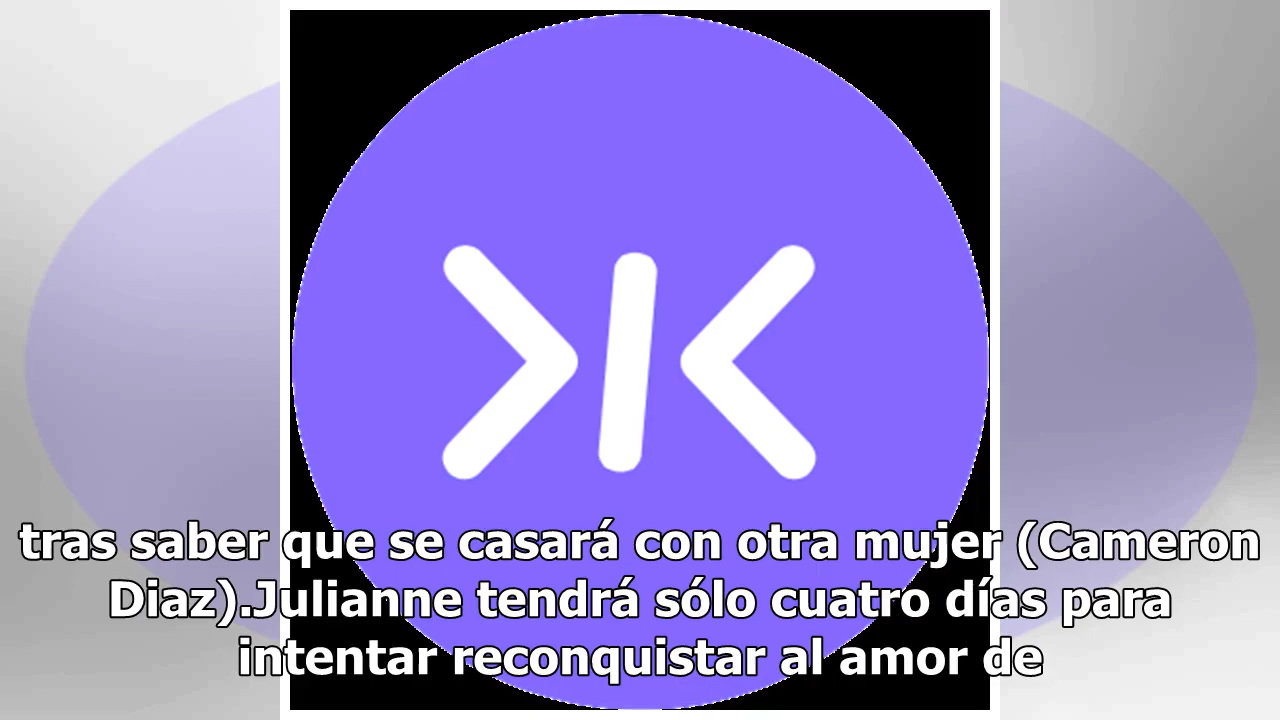 tras saber que se casará con otra mujer (Cameron
Diaz).Julianne tendrá sólo cuatro días para
intentar reconquistar al amor de